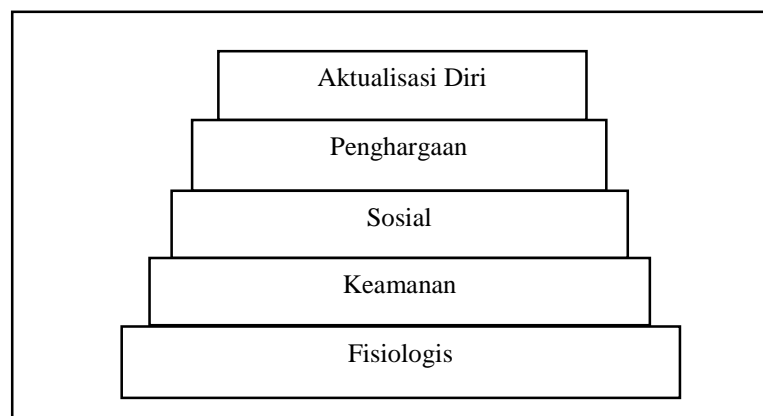 Aktualisasi Diri
Penghargaan
Sosial
Keamanan
Fisiologis